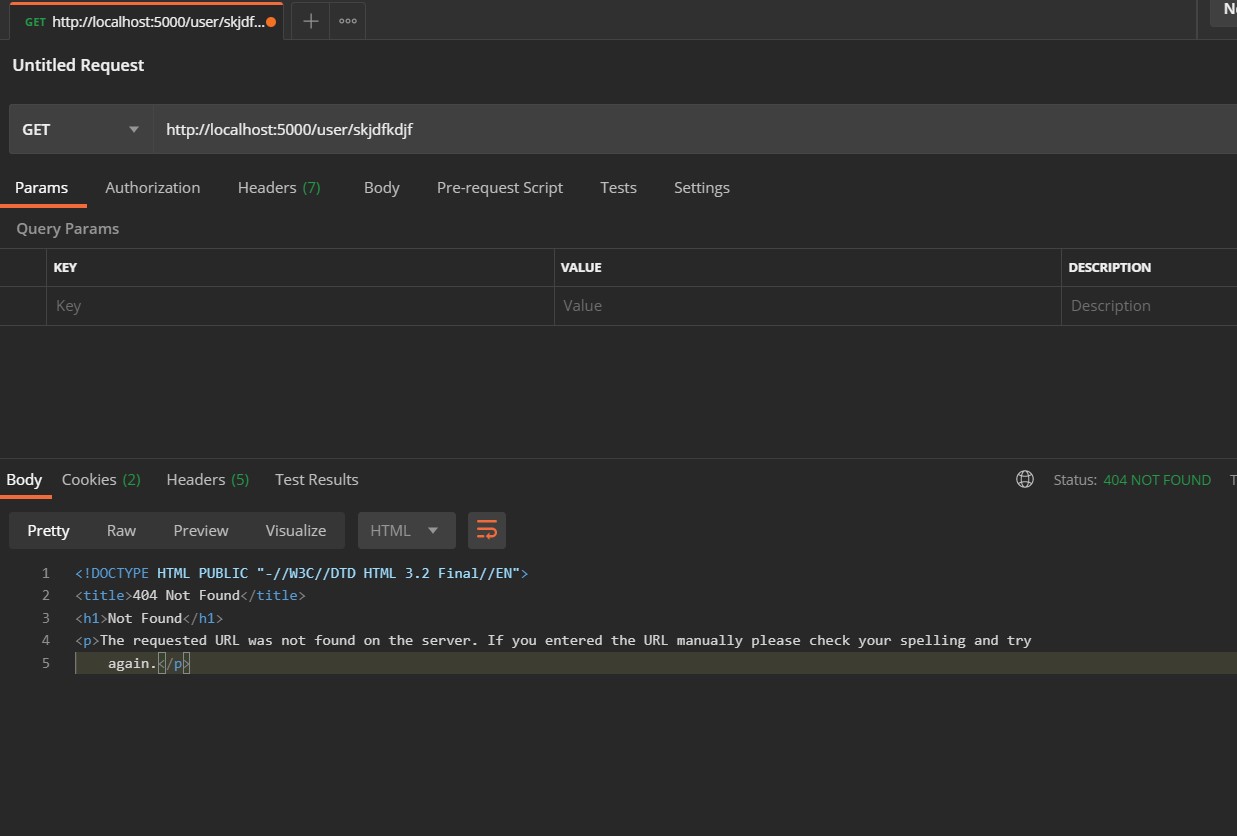 GET http://localhost:5000/user/skjdf...
Untitled Request
GET http://localhost:5000/user/skjdfkdjf
Params Authorization Headers (7) Body Pre-request Script Tests Settings
Query Params
KEY VALUE DESCRIPTION
Key Value Description
Body Cookies (2) Headers (5) Test Results Status: 404 NOT FOUND
Pretty Raw Preview Visualize HTML
1 <!DOCTYPE HTML PUBLIC "-//W3C//DTD HTML 3.2 Final//EN">
2 <title>404 Not Found</title>
3 <h1>Not Found</h1>
4 <p>The requested URL was not found on the server. If you entered the URL manually please check your spelling and try
5 again.</p>